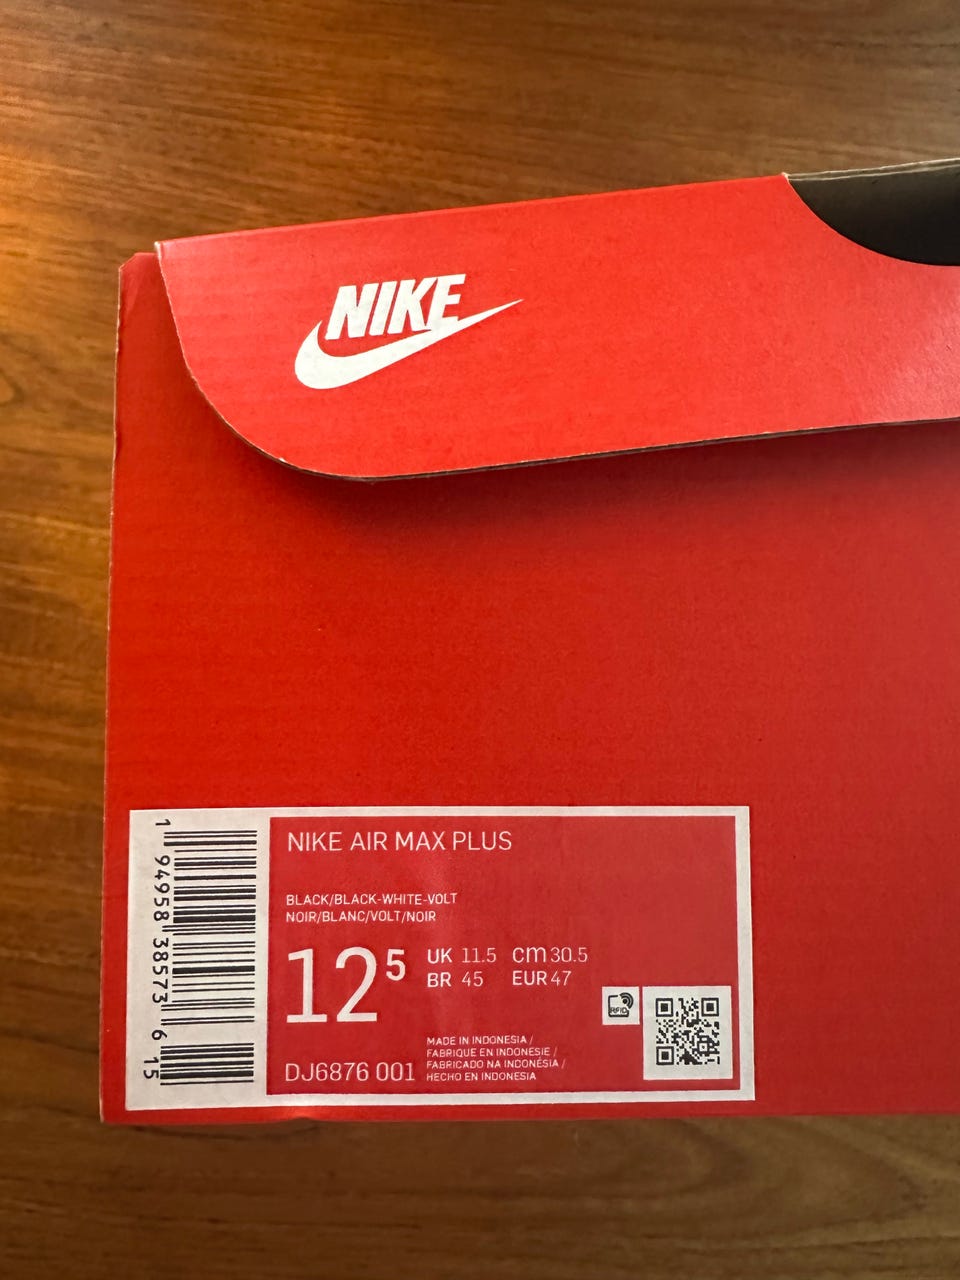 NIKE
NIKE AIR MAX PLUS
BLACK/BLACK-WHITE-VOLT
NOIR/BLANC/VOLT/NOIR
12⁵
UK 11.5 cm 30.5
BR 45 EUR 47
RFID
DJ6876 001
MADE IN INDONESIA /
FABRIQUE EN INDONESIE /
FABRICADO NA INDONÉSIA /
HECHO EN INDONESIA
1 94958 38573 6 15